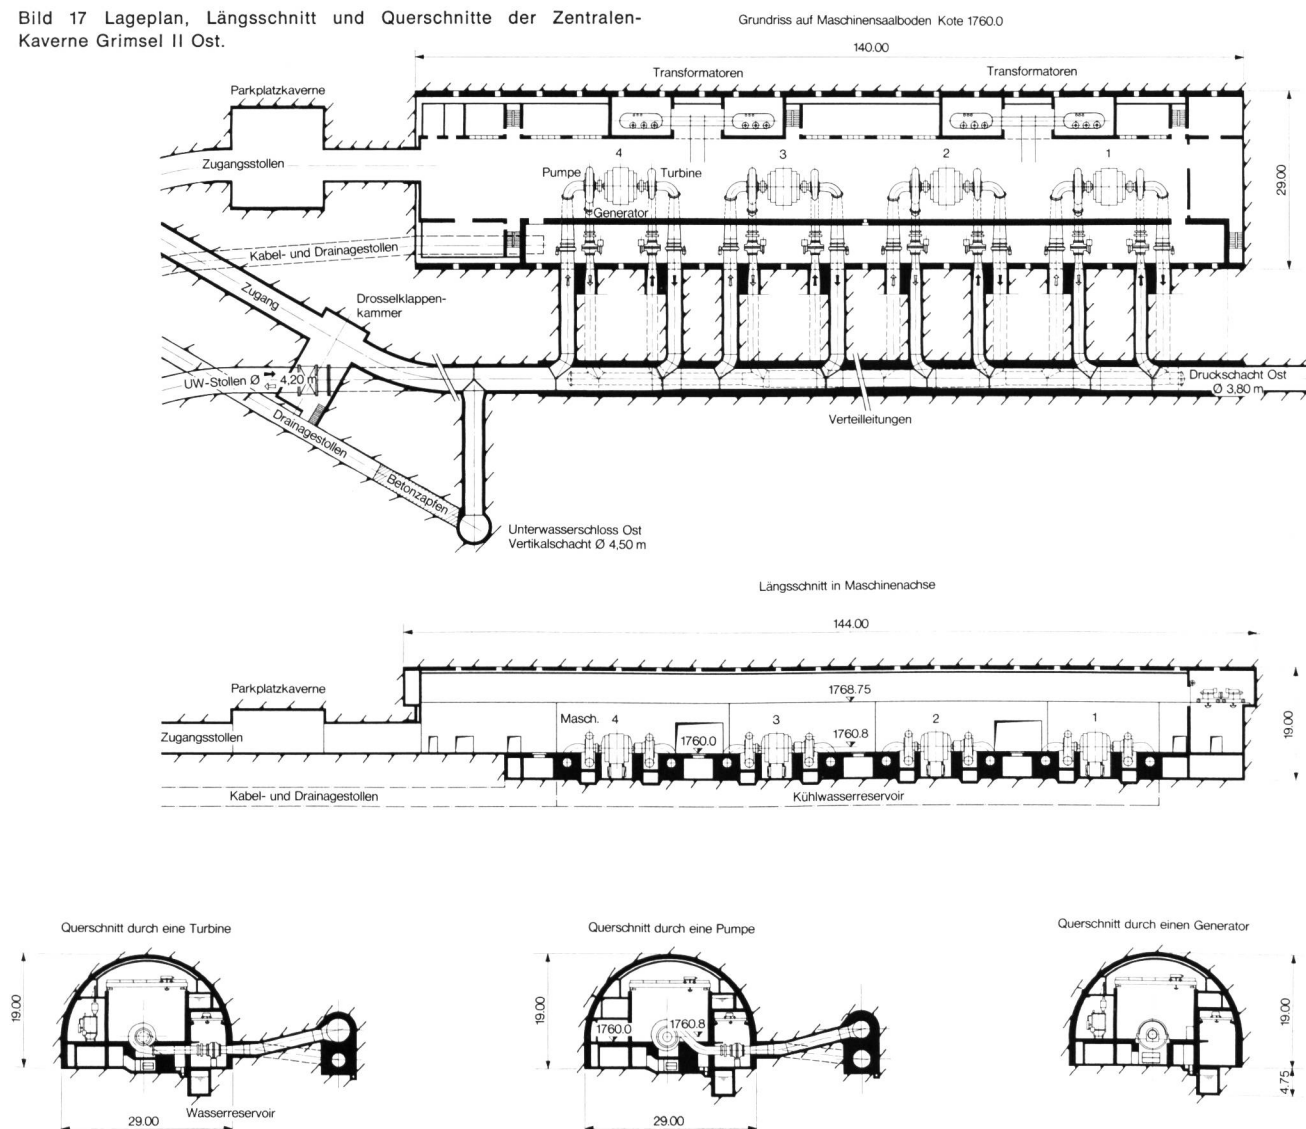 Bild 17 Lageplan, Längsschnitt und Querschnitte der Zentralen-
Kaverne Grimsel II Ost.
Grundriss auf Maschinensaalboden Kote 1760.0
140.00
Transformatoren
Transformatoren
Parkplatzkaverne
Zugangsstollen
4
3
2
1
Pumpe
Turbine
Generator
29.00
Kabel- und Drainagestollen
Zugang
Drosselklappen-
kammer
UW-Stollen Ø 4,20 m
Druckschacht Ost
Ø 3.80 m
Verteilleitungen
Drainagestollen
Betonzapfen
Unterwasserschloss Ost
Vertikalschacht Ø 4,50 m
Längsschnitt in Maschinenachse
144.00
Parkplatzkaverne
1768.75
Zugangsstollen
Masch. 4
3
2
1
1760.0
1760.8
19.00
Kabel- und Drainagestollen
Kühlwasserreservoir
Querschnitt durch eine Turbine
Querschnitt durch eine Pumpe
Querschnitt durch einen Generator
19.00
19.00
1760.0
1760.8
19.00
4.75
Wasserreservoir
29.00
29.00